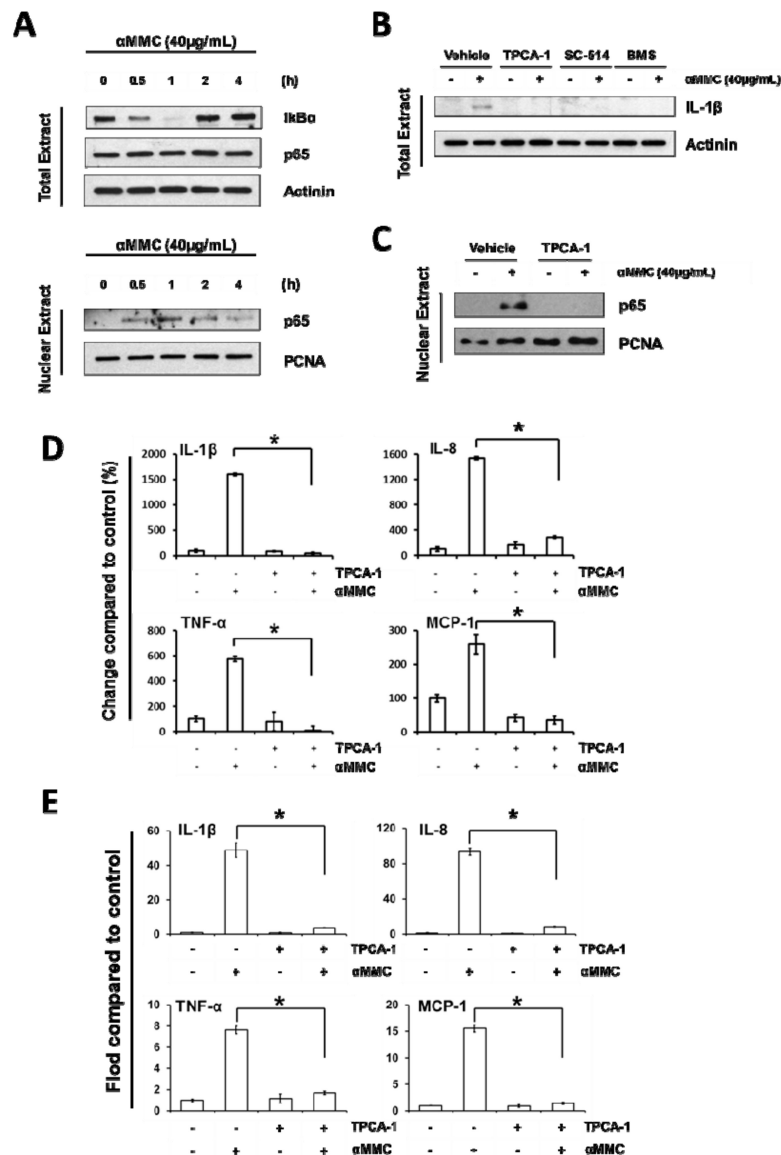 A
αMMC (40μg/mL)
0 0.5 1 2 4 (h)
Total Extract
IkBα
p65
Actinin
αMMC (40μg/mL)
0 0.5 1 2 4 (h)
Nuclear Extract
p65
PCNA
B
Vehicle TPCA-1 SC-514 BMS
- + - + - + - + αMMC (40μg/mL)
Total Extract
IL-1β
Actinin
C
Vehicle TPCA-1
- + - + αMMC (40μg/mL)
Nuclear Extract
p65
PCNA
D
Change compared to control (%)
IL-1β
*
2000
1500
1000
500
0
- - + + TPCA-1
- + - + αMMC
IL-8
*
1600
1200
800
400
0
- - + + TPCA-1
- + - + αMMC
TNF-α
*
800
600
400
200
0
- - + + TPCA-1
- + - + αMMC
MCP-1
*
300
200
100
0
- - + + TPCA-1
- + - + αMMC
E
Flod compared to control
IL-1β
*
60
40
20
0
- - + + TPCA-1
- + - + αMMC
IL-8
*
120
80
40
0
- - + + TPCA-1
- + - + αMMC
TNF-α
*
10
8
6
4
2
0
- - + + TPCA-1
- + - + αMMC
MCP-1
*
20
15
10
5
0
- - + + TPCA-1
- + - + αMMC